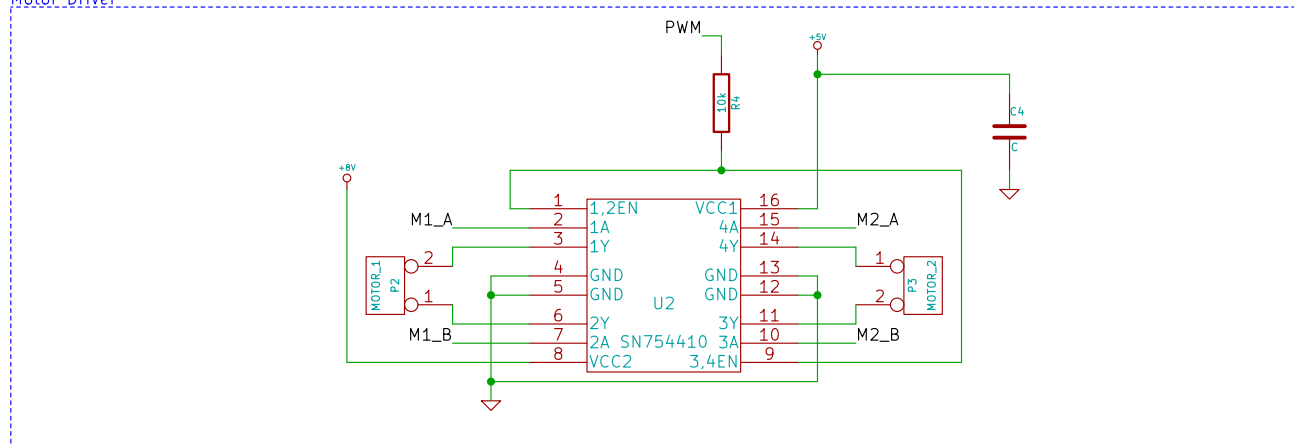 Motor Driver
PWM
+5V
10k
R4
C4
C
+8V
1 1,2EN VCC1 16
M1_A 2 1A 4A 15 M2_A
3 1Y 4Y 14
2 1
4 GND GND 13
MOTOR_1 P2 P3 MOTOR_2
5 GND GND 12
U2
1 2
6 2Y 3Y 11
M1_B 7 2A SN754410 3A 10 M2_B
8 VCC2 3,4EN 9